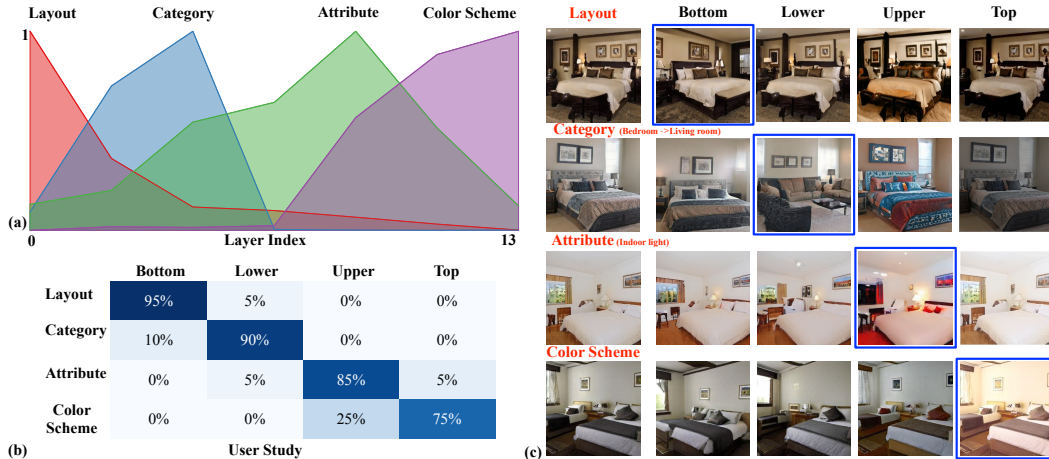 Layout Category Attribute Color Scheme
1
(a)
0 Layer Index 13
Bottom Lower Upper Top
Layout 95% 5% 0% 0%
Category 10% 90% 0% 0%
Attribute 0% 5% 85% 5%
Color Scheme 0% 0% 25% 75%
(b) User Study
Layout Bottom Lower Upper Top
Category (Bedroom ->Living room)
Attribute (Indoor light)
Color Scheme
(c)